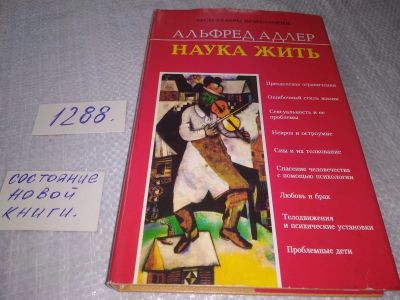 БЕСТСЕЛЛЕРЫ ПСИХОЛОГИИ
АЛЬФРЕД АДЛЕР
НАУКА ЖИТЬ
Преодоление ограничений
Ошибочный стиль жизни
Сексуальность и ее
проблемы
Невроз и остроумие
Сны и их толкование
Спасение человечества
с помощью психологии
Любовь и брак
Телодвижения
и психические установки
Проблемные дети
1288.
СОСТОЯНИЕ
НОВОЙ
КНИГИ.